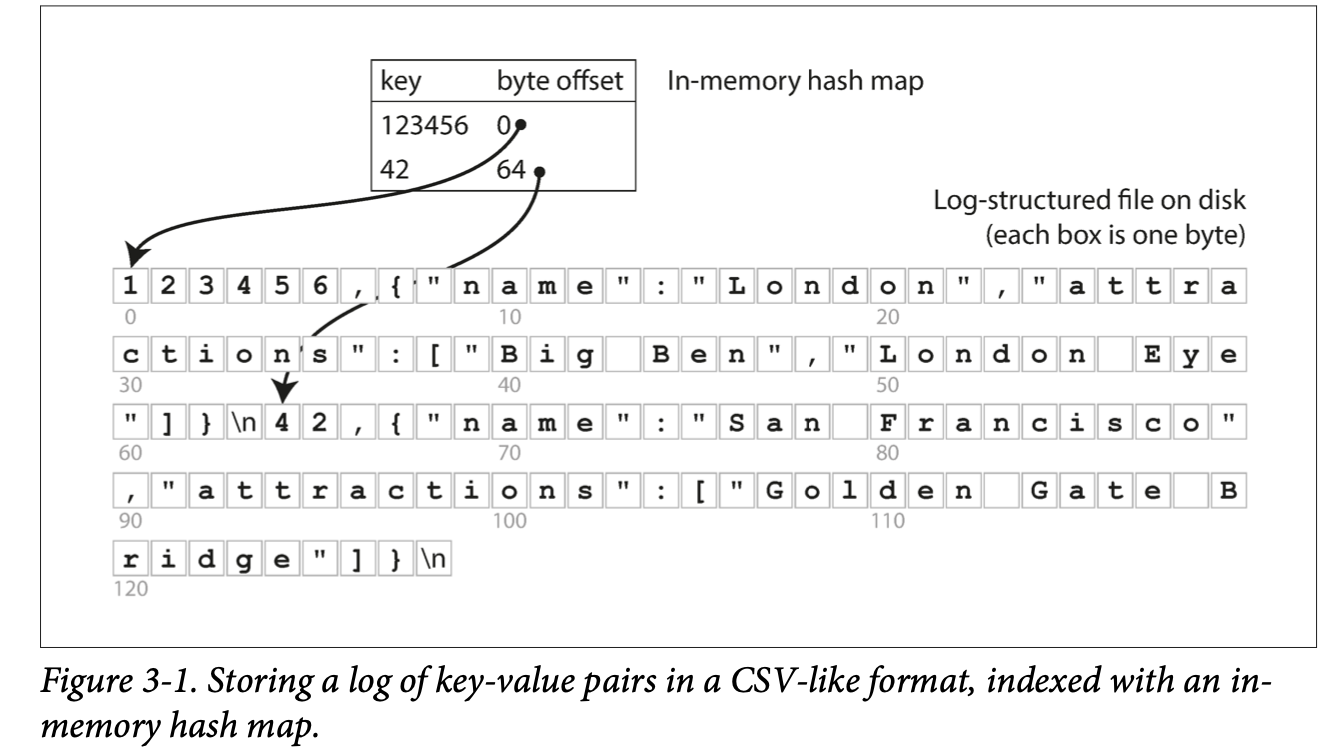 key byte offset In-memory hash map
123456 0
42 64
Log-structured file on disk
(each box is one byte)
1 2 3 4 5 6 , { " n a m e " : " L o n d o n " , " a t t r a
0 10 20
c t i o n s " : [ " B i g   B e n " , " L o n d o n   E y e
30 40 50
" ] } \n 4 2 , { " n a m e " : " S a n   F r a n c i s c o "
60 70 80
, " a t t r a c t i o n s " : [ " G o l d e n   G a t e   B
90 100 110
r i d g e " ] } \n
120
Figure 3-1. Storing a log of key-value pairs in a CSV-like format, indexed with an in-
memory hash map.